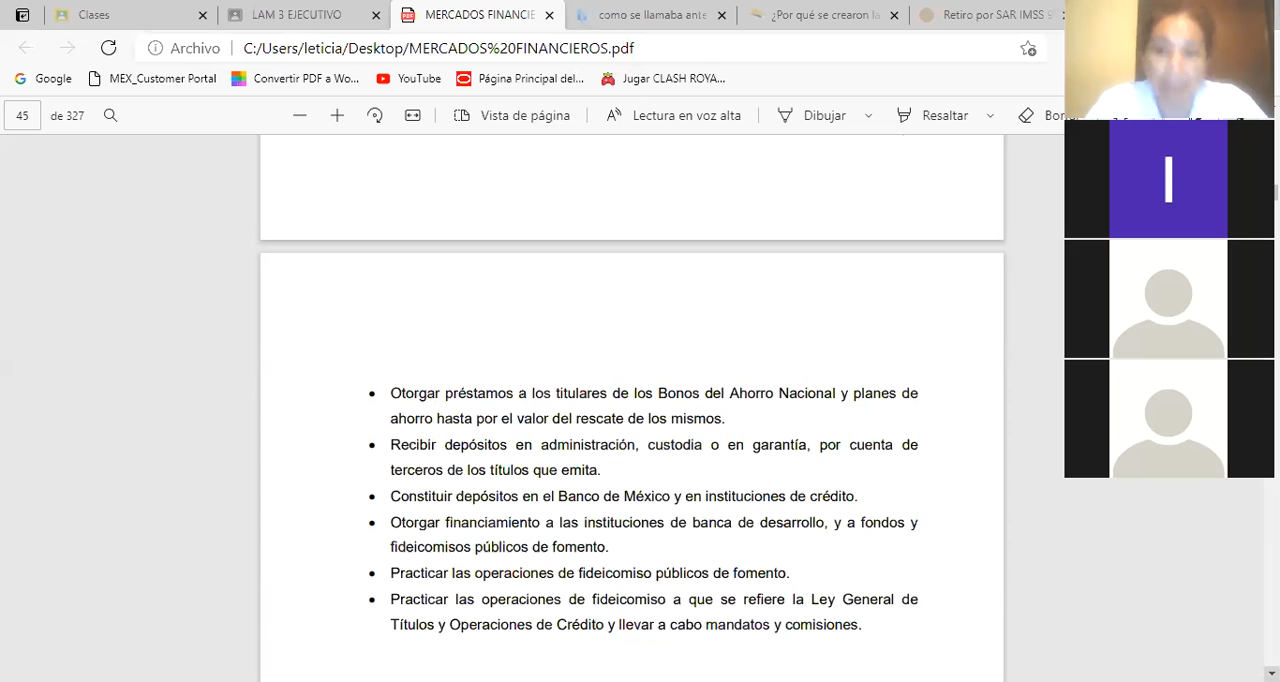 Clases
LAM 3 EJECUTIVO
MERCADOS FINANCIE
como se llamaba ante
¿Por qué se crearon la
Retiro por SAR IMSS 9
Archivo
C:/Users/leticia/Desktop/MERCADOS%20FINANCIEROS.pdf
Google
MEX_Customer Portal
Convertir PDF a Wo...
YouTube
Página Principal del...
Jugar CLASH ROYA...
45 de 327
Vista de página
Lectura en voz alta
Dibujar
Resaltar
Bor
I
• Otorgar préstamos a los titulares de los Bonos del Ahorro Nacional y planes de
ahorro hasta por el valor del rescate de los mismos.
• Recibir depósitos en administración, custodia o en garantía, por cuenta de
terceros de los títulos que emita.
• Constituir depósitos en el Banco de México y en instituciones de crédito.
• Otorgar financiamiento a las instituciones de banca de desarrollo, y a fondos y
fideicomisos públicos de fomento.
• Practicar las operaciones de fideicomiso públicos de fomento.
• Practicar las operaciones de fideicomiso a que se refiere la Ley General de
Títulos y Operaciones de Crédito y llevar a cabo mandatos y comisiones.